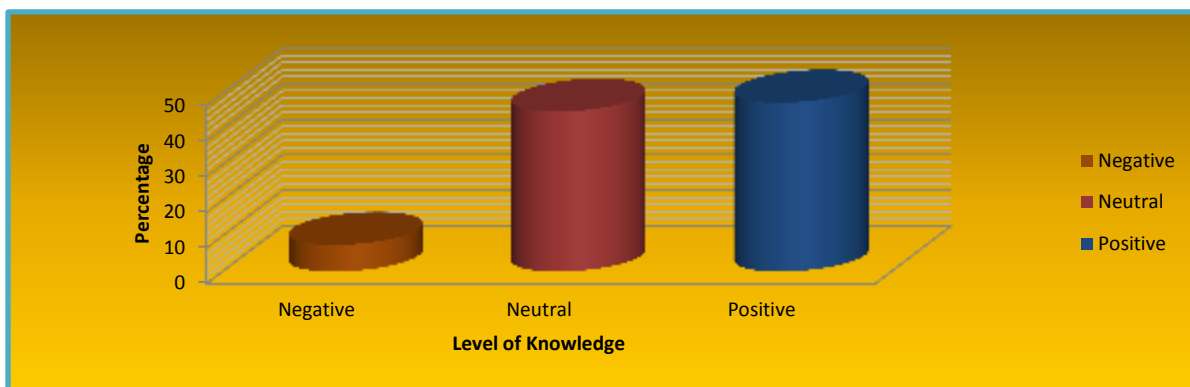 50
40
30
20
10
0
Percentage
Negative
Neutral
Positive
Level of Knowledge
Negative
Neutral
Positive